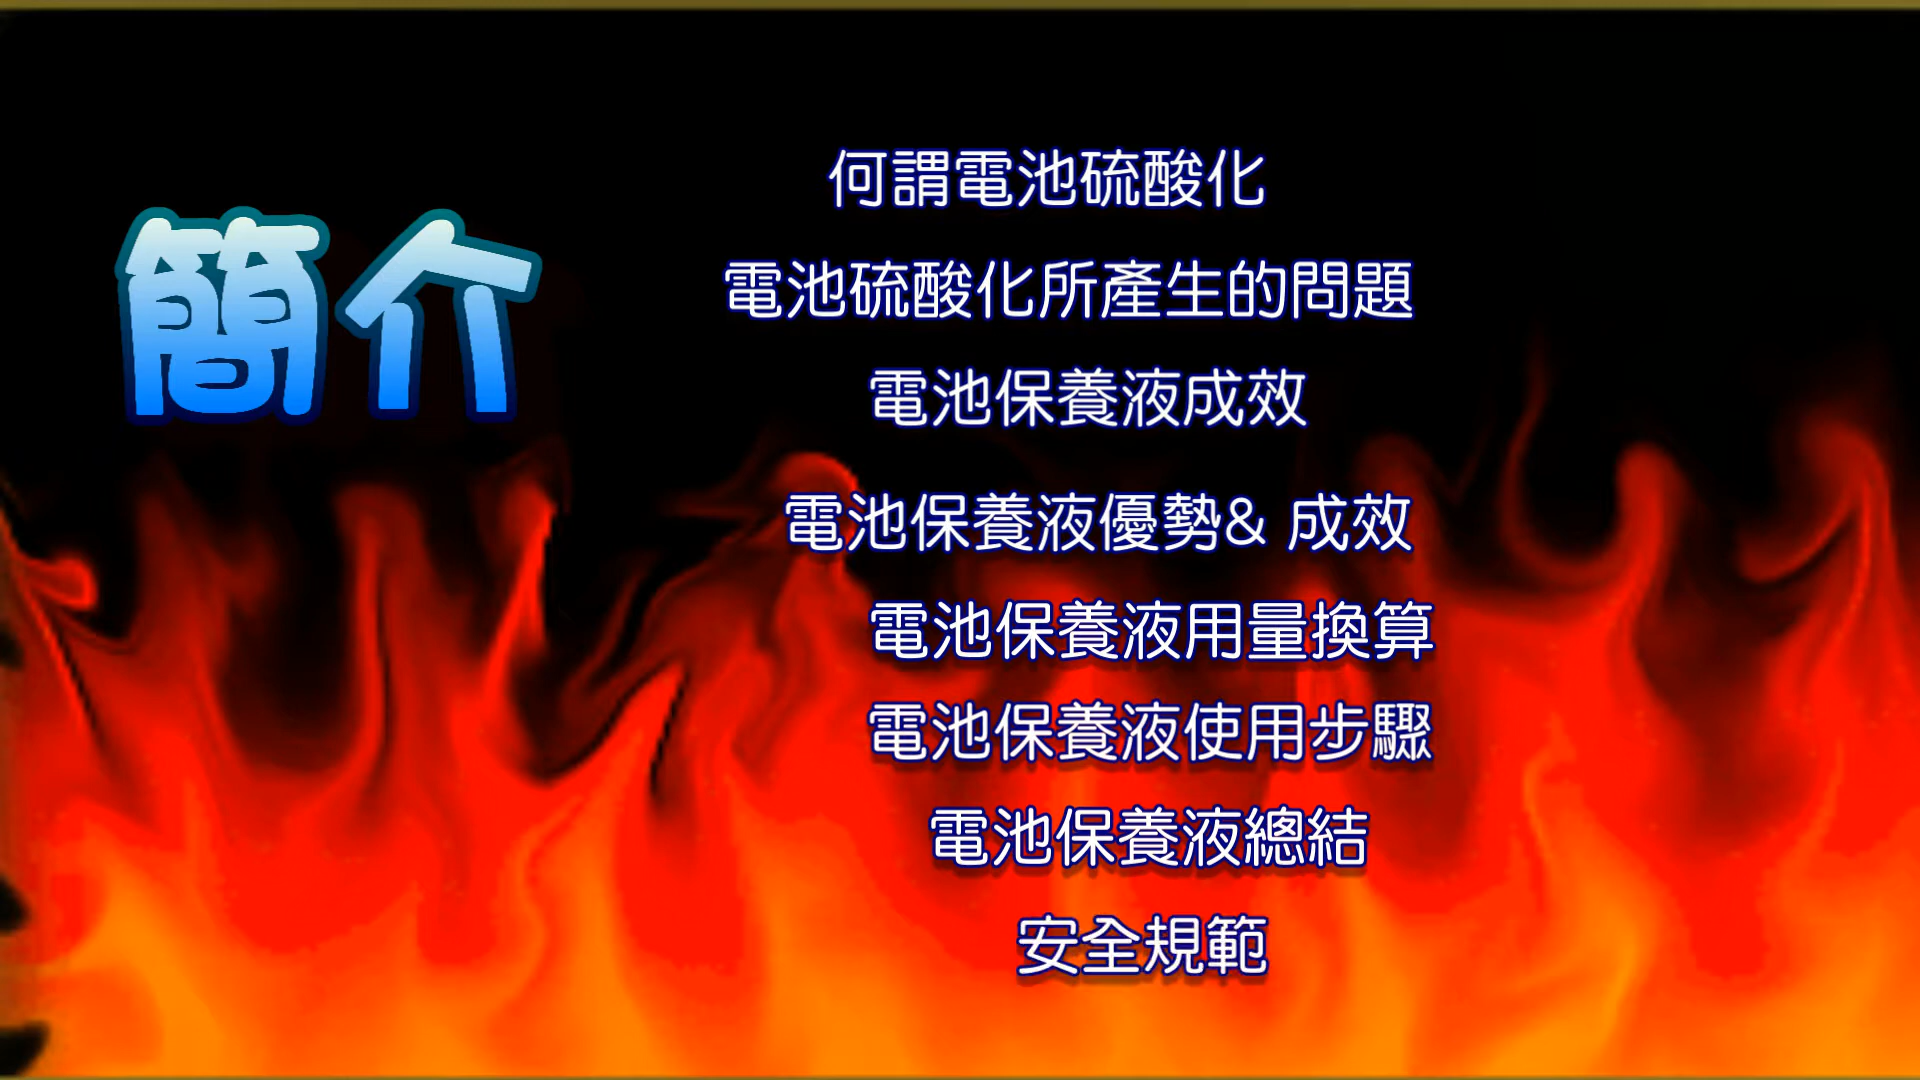 簡介
何謂電池硫酸化
電池硫酸化所產生的問題
電池保養液成效
電池保養液優勢& 成效
電池保養液用量換算
電池保養液使用步驟
電池保養液總結
安全規範